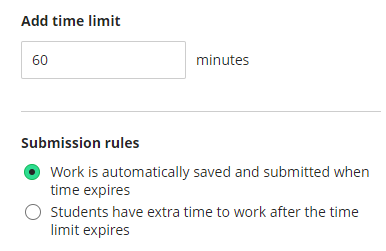 Add time limit
60 minutes
Submission rules
Work is automatically saved and submitted when
time expires
Students have extra time to work after the time
limit expires